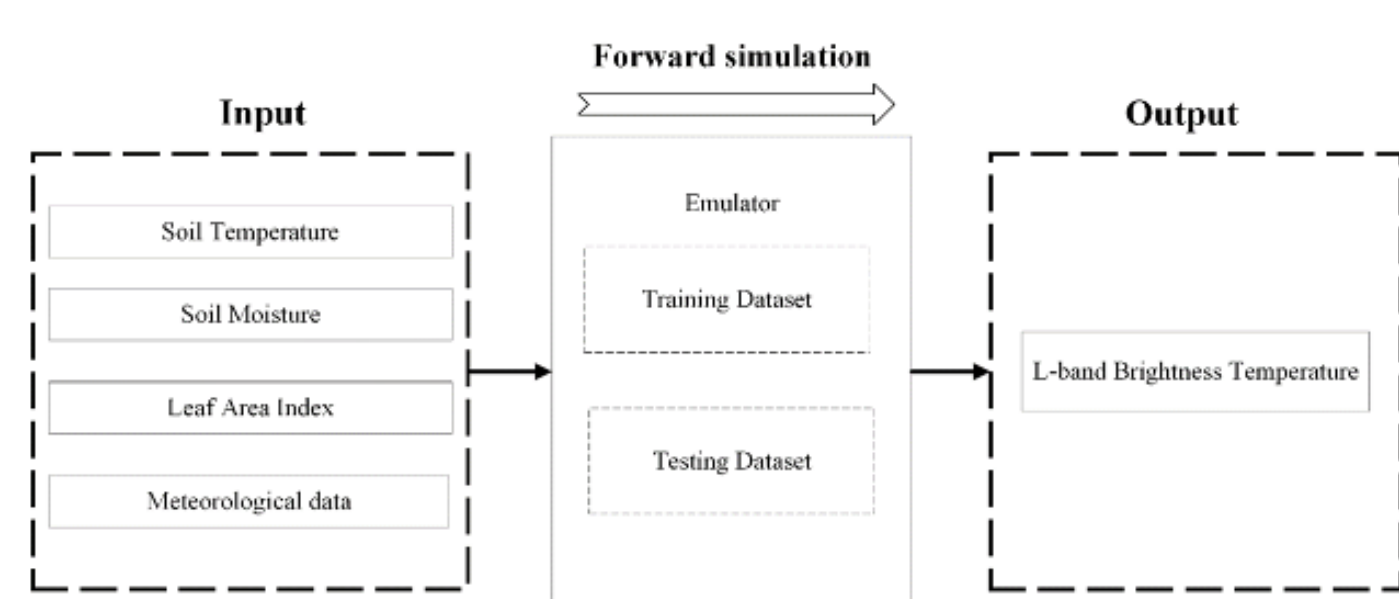 Forward simulation
Input
Output
Soil Temperature
Soil Moisture
Leaf Area Index
Meteorological data
Emulator
Training Dataset
Testing Dataset
L-band Brightness Temperature